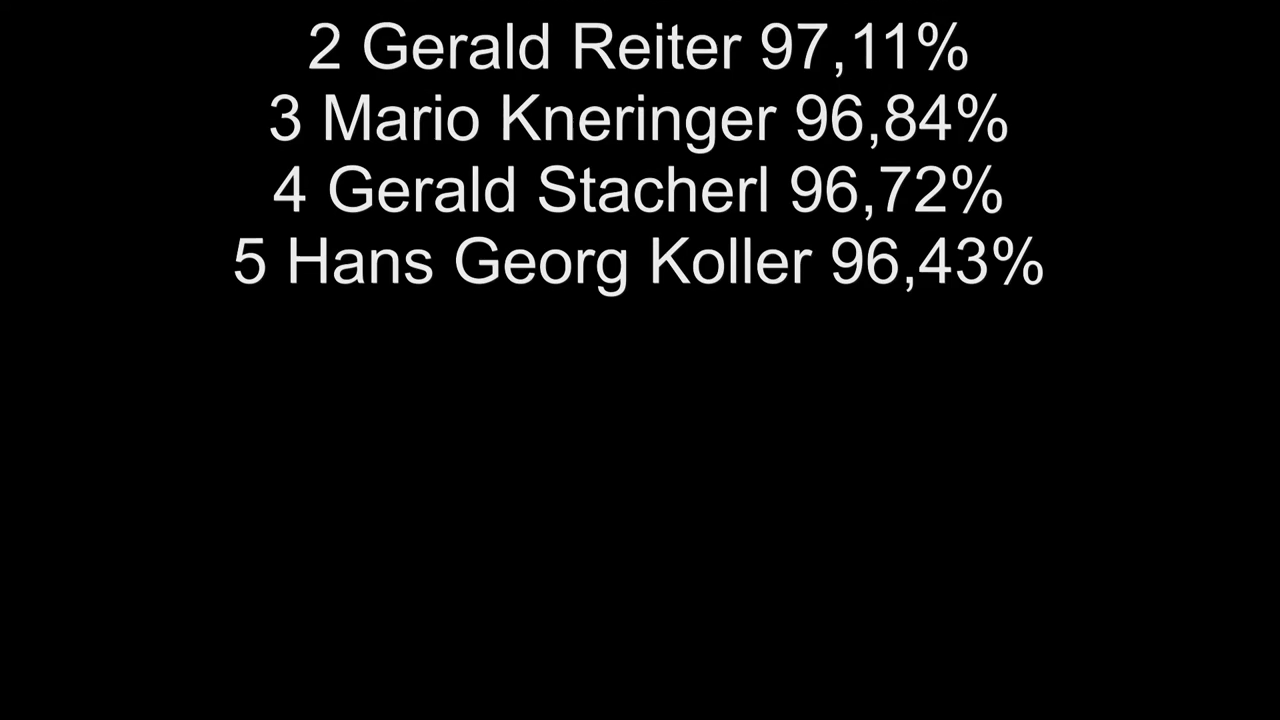 2 Gerald Reiter 97,11%
3 Mario Kneringer 96,84%
4 Gerald Stacherl 96,72%
5 Hans Georg Koller 96,43%